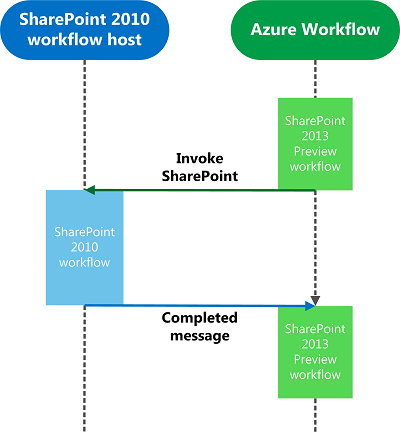 SharePoint 2010
workflow host
Azure Workflow
SharePoint
2013
Preview
workflow
Invoke
SharePoint
SharePoint
2010
workflow
Completed
message
SharePoint
2013
Preview
workflow